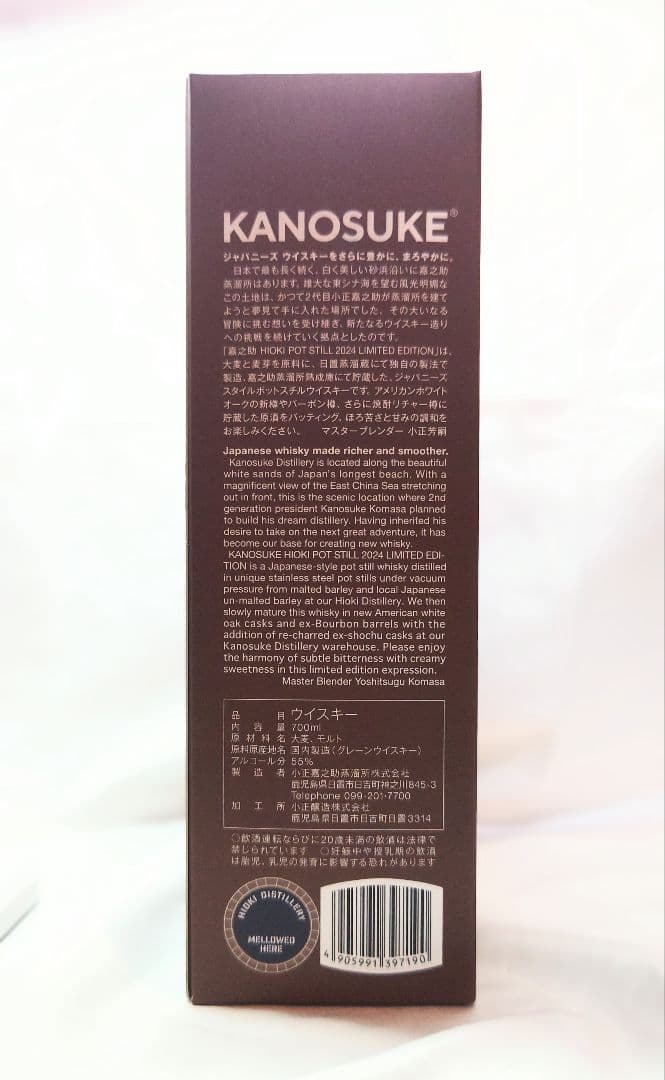 KANOSUKE®
ジャパニーズ ウイスキーをさらに豊かに、まろやかに。
日本で最も長く続く、白く美しい砂浜沿いに嘉之助
蒸溜所はあります。雄大な東シナ海を望む風光明媚な
この土地は、かつて2代目小正嘉之助が蒸溜所を建て
ようと夢見て手に入れた場所でした。その大いなる
冒険に挑む想いを受け継ぎ、新たなるウイスキー造り
への挑戦を続けていく拠点としたのです。
「嘉之助 HIOKI POT STILL 2024 LIMITED EDITION」は、
大麦と麦芽を原料に、日置蒸溜蔵にて独自の製法で
製造、嘉之助蒸溜所熟成庫にて貯蔵した、ジャパニーズ
スタイルポットスチルウイスキーです。アメリカンホワイト
オークの新樽やバーボン樽、さらに焼酎リチャー樽に
貯蔵した原酒をバッティング。ほろ苦さと甘みの調和を
お楽しみください。 マスターブレンダー 小正芳嗣
Japanese whisky made richer and smoother.
Kanosuke Distillery is located along the beautiful
white sands of Japan's longest beach. With a
magnificent view of the East China Sea stretching
out in front, this is the scenic location where 2nd
generation president Kanosuke Komasa planned
to build his dream distillery. Having inherited his
desire to take on the next great adventure, it has
become our base for creating new whisky.
KANOSUKE HIOKI POT STILL 2024 LIMITED EDI-
TION is a Japanese-style pot still whisky distilled
in unique stainless steel pot stills under vacuum
pressure from malted barley and local Japanese
un-malted barley at our Hioki Distillery. We then
slowly mature this whisky in new American white
oak casks and ex-Bourbon barrels with the
addition of re-charred ex-shochu casks at our
Kanosuke Distillery warehouse. Please enjoy
the harmony of subtle bitterness with creamy
sweetness in this limited edition expression.
Master Blender Yoshitsugu Komasa
品目 ウイスキー
内容量 700ml
原材料名 大麦、モルト
原料原産地名 国内製造(グレーンウイスキー)
アルコール分 55%
製造者 小正嘉之助蒸溜所株式会社
鹿児島県日置市日吉町神之川845-3
Telephone 099-201-7700
加工所 小正醸造株式会社
鹿児島県日置市日吉町日置3314
○飲酒運転ならびに20歳未満の飲酒は法律で
禁じられています ○妊娠中や授乳期の飲酒
は胎児、乳児の発育に影響する恐れがあります
HIOKI DISTILLERY
MELLOWED
HERE
4 905991 397190